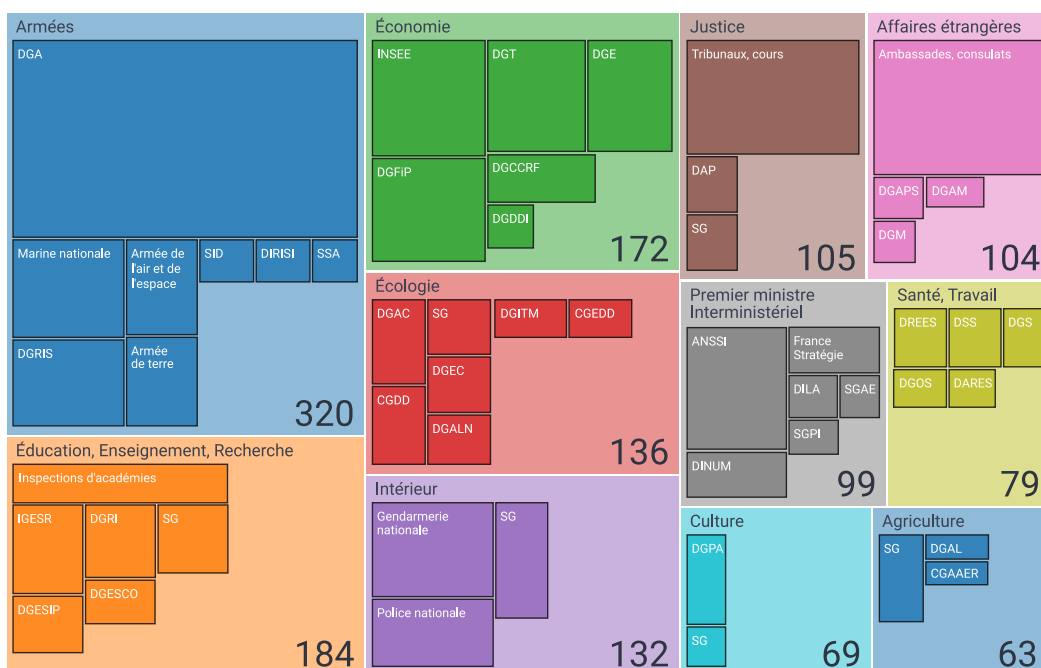 Armées
DGA
Marine nationale
Armée de
l'air et de
l'espace
SID
DIRISI
SSA
DGRIS
Armée
de terre
320
Économie
INSEE
DGT
DGE
DGFiP
DGCCRF
DGDDI
172
Justice
Tribunaux, cours
DAP
SG
105
Affaires étrangères
Ambassades, consulats
DGAPS
DGAM
DGM
104
Écologie
DGAC
SG
DGITM
CGEDD
DGEC
CGDD
DGALN
136
Premier ministre
Interministériel
ANSSI
France
Stratégie
DILA
SGAE
SGPI
DINUM
99
Santé, Travail
DREES
DSS
DGS
DGOS
DARES
79
Éducation, Enseignement, Recherche
Inspections d'académies
IGESR
DGRI
SG
DGESIP
DGESCO
184
Intérieur
Gendarmerie
nationale
SG
Police nationale
132
Culture
DGPA
SG
69
Agriculture
SG
DGAL
CGAAER
63